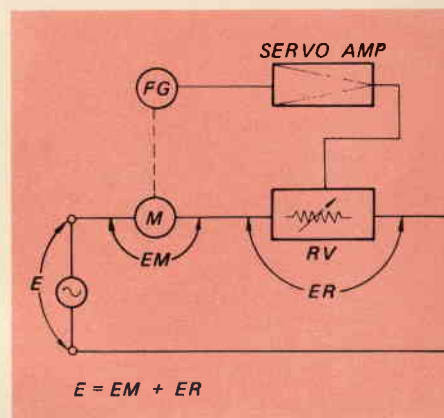 SERVO AMP
FG
M
EM
RV
E
ER
E = EM + ER